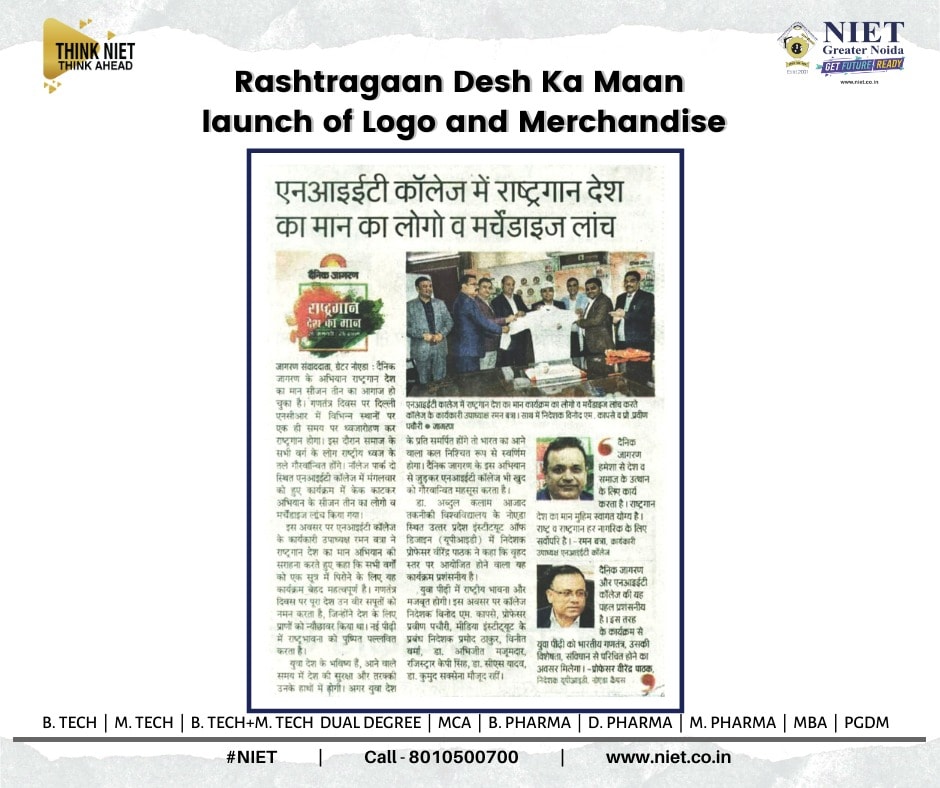 THINK NIET
THINK AHEAD
NIET
Greater Noida
GET FUTURE READY
ESTD 2001
www.niet.co.in
Rashtragaan Desh Ka Maan
launch of Logo and Merchandise
एनआइईटी कॉलेज में राष्ट्रगान देश
का मान का लोगो व मर्चेंडाइज लांच
दैनिक जागरण
राष्ट्रगान
देश का मान
जागरण संवाददाता, ग्रेटर नोएडा : दैनिक
जागरण के अभियान राष्ट्रगान देश
का मान सीजन तीन का आगाज हो
चुका है। गणतंत्र दिवस पर दिल्ली
एनसीआर में विभिन्न स्थानों पर
एक ही समय पर ध्वजारोहण कर
राष्ट्रगान होगा। इस दौरान समाज के
सभी वर्ग के लोग राष्ट्रीय ध्वज के
तले गौरवान्वित होंगे। नॉलेज पार्क दो
स्थित एनआइईटी कॉलेज में मंगलवार
को हुए कार्यक्रम में केक काटकर
अभियान के सीजन तीन का लोगो व
मर्चेंडाइज लांच किया गया।
इस अवसर पर एनआइईटी कॉलेज
के कार्यकारी उपाध्यक्ष रमन बत्रा ने
राष्ट्रगान देश का मान अभियान की
सराहना करते हुए कहा कि सभी वर्गों
को एक सूत्र में पिरोने के लिए यह
कार्यक्रम बेहद महत्वपूर्ण है। गणतंत्र
दिवस पर पूरा देश उन वीर सपूतों को
नमन करता है, जिन्होंने देश के लिए
प्राणों को न्यौछावर किया था। नई पीढ़ी
में राष्ट्रभावना को पुष्पित पल्लवित
करता है।
युवा देश के भविष्य हैं, आने वाले
समय में देश की सुरक्षा और तरक्की
उनके हाथों में होगी। अगर युवा देश
एनआइईटी कालेज में राष्ट्रगान देश का मान कार्यक्रम का लोगो व मर्चेंडाइज लांच करते
कॉलेज के कार्यकारी उपाध्यक्ष रमन बत्रा। साथ में निदेशक विनोद एम. कापसे व प्रो प्रवीण
पचौरी ● जागरण
के प्रति समर्पित होंगे तो भारत का आने
वाला कल निश्चित रूप से स्वर्णिम
होगा। दैनिक जागरण के इस अभियान
से जुड़कर एनआइईटी कॉलेज भी खुद
को गौरवान्वित महसूस करता है।
डा. अब्दुल कलाम आजाद
तकनीकी विश्वविद्यालय के नोएडा
स्थित उत्तर प्रदेश इंस्टीट्यूट ऑफ
डिजाइन (यूपीआइडी) में निदेशक
प्रोफेसर वीरेंद्र पाठक ने कहा कि वृहद
स्तर पर आयोजित होने वाला यह
कार्यक्रम प्रशंसनीय है।
युवा पीढ़ी में राष्ट्रीय भावना और
मजबूत होगी। इस अवसर पर कॉलेज
निदेशक विनोद एम. कापसे, प्रोफेसर
प्रवीण पचौरी, मीडिया इंस्टीट्यूट के
प्रबंध निदेशक प्रमोद ठाकुर, विनीत
वर्मा, डा. अभिजीत मजूमदार,
रजिस्ट्रार केपी सिंह, डा. सीएस यादव,
डा. कुमुद सक्सेना मौजूद रहीं।
दैनिक
जागरण
हमेशा से देश व
समाज के उत्थान
के लिए कार्य
करता है। राष्ट्रगान
देश का मान मुहिम स्वागत योग्य है।
राष्ट्र व राष्ट्रगान हर नागरिक के लिए
सर्वोपरि है। - रमन बत्रा, कार्यकारी
उपाध्यक्ष एनआइईटी कॉलेज
दैनिक जागरण
और एनआइईटी
कॉलेज की यह
पहल प्रशसनीय
है। इस तरह
के कार्यक्रम से
युवा पीढ़ी को भारतीय गणतंत्र, उसकी
विशेषता, संविधान से परिचित होने का
अवसर मिलेगा। - प्रोफेसर वीरेंद्र पाठक,
निदेशक यूपीआइडी, नोएडा कैंपस
B. TECH | M. TECH | B. TECH+M. TECH DUAL DEGREE | MCA | B. PHARMA | D. PHARMA | M. PHARMA | MBA | PGDM
#NIET | Call - 8010500700 | www.niet.co.in